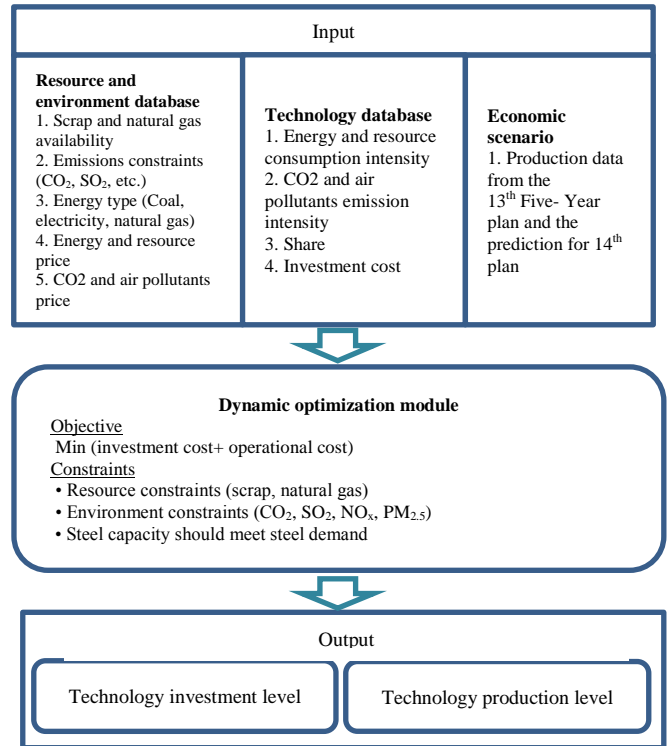 Input
Resource and
environment database
1. Scrap and natural gas
availability
2. Emissions constraints
(CO₂, SO₂, etc.)
3. Energy type (Coal,
electricity, natural gas)
4. Energy and resource
price
5. CO2 and air pollutants
price
Technology database
1. Energy and resource
consumption intensity
2. CO2 and air
pollutants emission
intensity
3. Share
4. Investment cost
Economic
scenario
1. Production data
from the
13th Five- Year
plan and the
prediction for 14th
plan
Dynamic optimization module
Objective
Min (investment cost+ operational cost)
Constraints
• Resource constraints (scrap, natural gas)
• Environment constraints (CO₂, SO₂, NOₓ, PM₂.₅)
• Steel capacity should meet steel demand
Output
Technology investment level
Technology production level